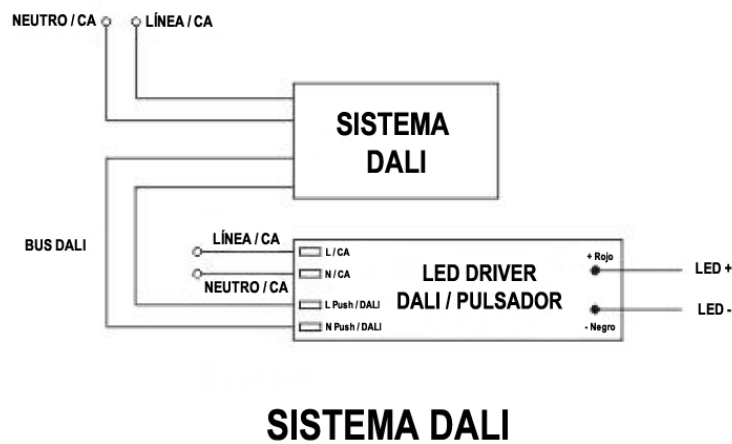 NEUTRO / CA
LÍNEA / CA
SISTEMA
DALI
BUS DALI
LÍNEA / CA
NEUTRO / CA
L / CA
N / CA
L Push / DALI
N Push / DALI
LED DRIVER
DALI / PULSADOR
+ Rojo
- Negro
LED +
LED -
SISTEMA DALI